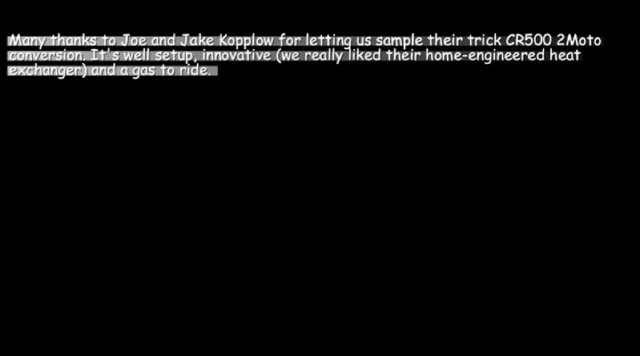 Many thanks to Joe and Jake Kopplow for letting us sample their trick CR500 2Moto
conversion. It's well setup, innovative (we really liked their home-engineered heat
exchanger) and a gas to ride.